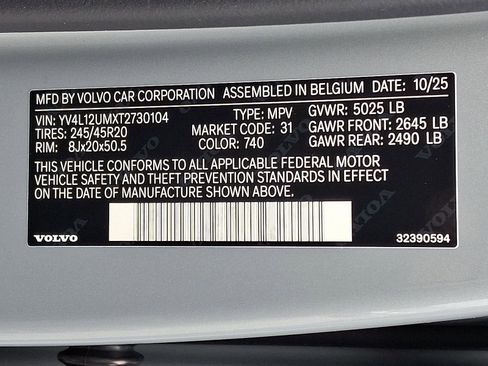 MFD BY VOLVO CAR CORPORATION ASSEMBLED IN BELGIUM DATE: 10/25
VIN: YV4L12UMXT2730104 TYPE: MPV GVWR: 5025 LB
TIRES: 245/45R20 MARKET CODE: 31 GAWR FRONT: 2645 LB
RIM: 8Jx20x50.5 COLOR: 740 GAWR REAR: 2490 LB
THIS VEHICLE CONFORMS TO ALL APPLICABLE FEDERAL MOTOR
VEHICLE SAFETY AND THEFT PREVENTION STANDARDS IN EFFECT
ON THE DATE OF MANUFACTURE SHOWN ABOVE.
VOLVO 32390594